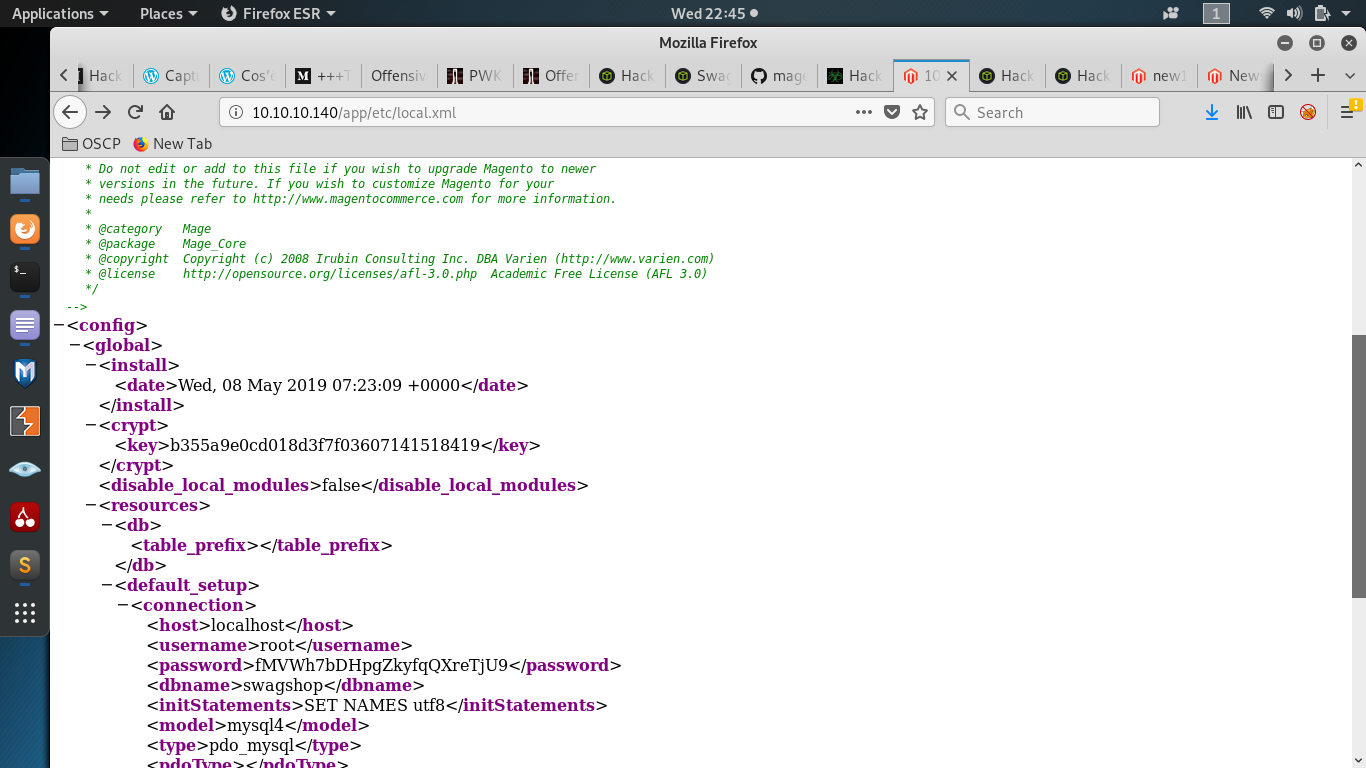 Applications Places Firefox ESR Wed 22:45 1
Mozilla Firefox
Hack Capt Cos'è +++T Offensiv PWK Offen Hack Swag mage Hack 10 Hack Hack new1 New
10.10.10.140/app/etc/local.xml Search
OSCP New Tab
* Do not edit or add to this file if you wish to upgrade Magento to newer
* versions in the future. If you wish to customize Magento for your
* needs please refer to http://www.magentocommerce.com for more information.
*
* @category Mage
* @package Mage_Core
* @copyright Copyright (c) 2008 Irubin Consulting Inc. DBA Varien (http://www.varien.com)
* @license http://opensource.org/licenses/afl-3.0.php Academic Free License (AFL 3.0)
*/
-->
−<config>
−<global>
−<install>
<date>Wed, 08 May 2019 07:23:09 +0000</date>
</install>
−<crypt>
<key>b355a9e0cd018d3f7f03607141518419</key>
</crypt>
<disable_local_modules>false</disable_local_modules>
−<resources>
−<db>
<table_prefix></table_prefix>
</db>
−<default_setup>
−<connection>
<host>localhost</host>
<username>root</username>
<password>fMVWh7bDHpgZkyfqQXreTjU9</password>
<dbname>swagshop</dbname>
<initStatements>SET NAMES utf8</initStatements>
<model>mysql4</model>
<type>pdo_mysql</type>
<pdoType></pdoType>